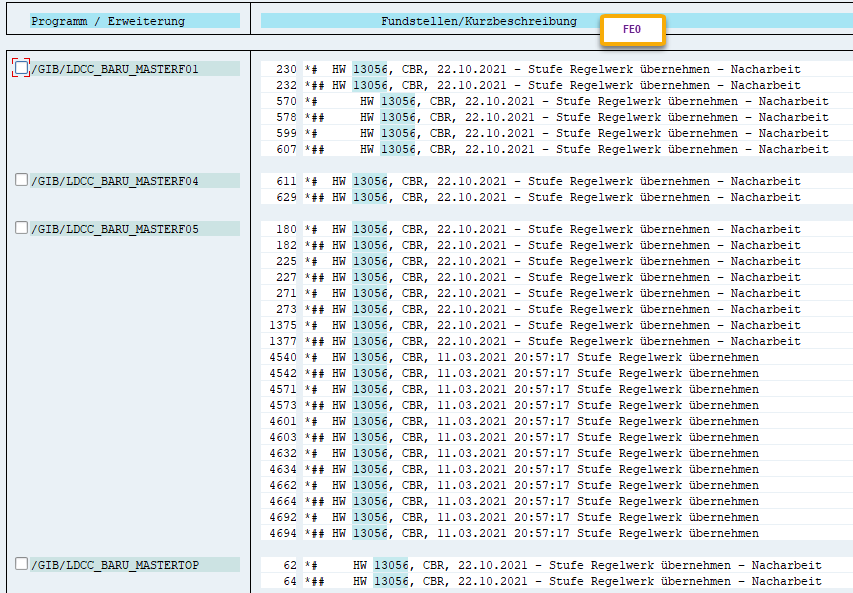 Programm / Erweiterung Fundstellen/Kurzbeschreibung
FE0
/GIB/LDCC_BARU_MASTERF01 230 *# HW 13056, CBR, 22.10.2021 - Stufe Regelwerk übernehmen - Nacharbeit
232 *## HW 13056, CBR, 22.10.2021 - Stufe Regelwerk übernehmen - Nacharbeit
570 *# HW 13056, CBR, 22.10.2021 - Stufe Regelwerk übernehmen - Nacharbeit
578 *## HW 13056, CBR, 22.10.2021 - Stufe Regelwerk übernehmen - Nacharbeit
599 *# HW 13056, CBR, 22.10.2021 - Stufe Regelwerk übernehmen - Nacharbeit
607 *## HW 13056, CBR, 22.10.2021 - Stufe Regelwerk übernehmen - Nacharbeit
/GIB/LDCC_BARU_MASTERF04 611 *# HW 13056, CBR, 22.10.2021 - Stufe Regelwerk übernehmen - Nacharbeit
629 *## HW 13056, CBR, 22.10.2021 - Stufe Regelwerk übernehmen - Nacharbeit
/GIB/LDCC_BARU_MASTERF05 180 *# HW 13056, CBR, 22.10.2021 - Stufe Regelwerk übernehmen - Nacharbeit
182 *## HW 13056, CBR, 22.10.2021 - Stufe Regelwerk übernehmen - Nacharbeit
225 *# HW 13056, CBR, 22.10.2021 - Stufe Regelwerk übernehmen - Nacharbeit
227 *## HW 13056, CBR, 22.10.2021 - Stufe Regelwerk übernehmen - Nacharbeit
271 *# HW 13056, CBR, 22.10.2021 - Stufe Regelwerk übernehmen - Nacharbeit
273 *## HW 13056, CBR, 22.10.2021 - Stufe Regelwerk übernehmen - Nacharbeit
1375 *# HW 13056, CBR, 22.10.2021 - Stufe Regelwerk übernehmen - Nacharbeit
1377 *## HW 13056, CBR, 22.10.2021 - Stufe Regelwerk übernehmen - Nacharbeit
4540 *# HW 13056, CBR, 11.03.2021 20:57:17 Stufe Regelwerk übernehmen
4542 *## HW 13056, CBR, 11.03.2021 20:57:17 Stufe Regelwerk übernehmen
4571 *# HW 13056, CBR, 11.03.2021 20:57:17 Stufe Regelwerk übernehmen
4573 *## HW 13056, CBR, 11.03.2021 20:57:17 Stufe Regelwerk übernehmen
4601 *# HW 13056, CBR, 11.03.2021 20:57:17 Stufe Regelwerk übernehmen
4603 *## HW 13056, CBR, 11.03.2021 20:57:17 Stufe Regelwerk übernehmen
4632 *# HW 13056, CBR, 11.03.2021 20:57:17 Stufe Regelwerk übernehmen
4634 *## HW 13056, CBR, 11.03.2021 20:57:17 Stufe Regelwerk übernehmen
4662 *# HW 13056, CBR, 11.03.2021 20:57:17 Stufe Regelwerk übernehmen
4664 *## HW 13056, CBR, 11.03.2021 20:57:17 Stufe Regelwerk übernehmen
4692 *# HW 13056, CBR, 11.03.2021 20:57:17 Stufe Regelwerk übernehmen
4694 *## HW 13056, CBR, 11.03.2021 20:57:17 Stufe Regelwerk übernehmen
/GIB/LDCC_BARU_MASTERTOP 62 *# HW 13056, CBR, 22.10.2021 - Stufe Regelwerk übernehmen - Nacharbeit
64 *## HW 13056, CBR, 22.10.2021 - Stufe Regelwerk übernehmen - Nacharbeit